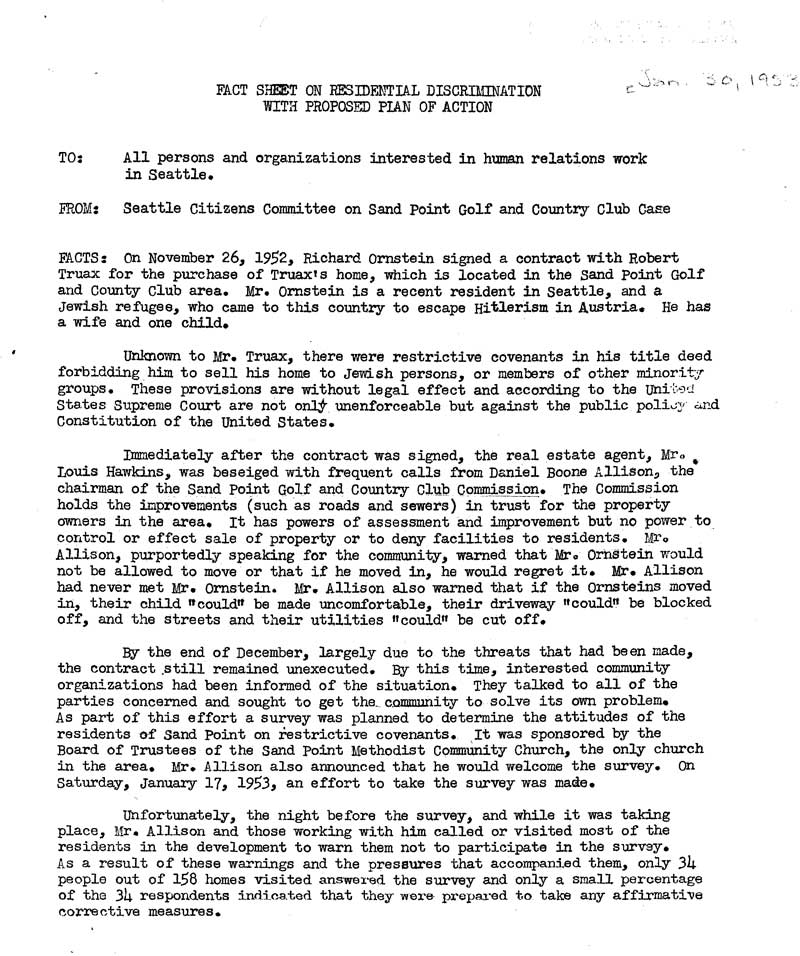 Jan. 30, 1953
FACT SHEET ON RESIDENTIAL DISCRIMINATION
WITH PROPOSED PLAN OF ACTION
TO: All persons and organizations interested in human relations work
in Seattle.
FROM: Seattle Citizens Committee on Sand Point Golf and Country Club Case
FACTS: On November 26, 1952, Richard Ornstein signed a contract with Robert
Truax for the purchase of Truax's home, which is located in the Sand Point Golf
and County Club area. Mr. Ornstein is a recent resident in Seattle, and a
Jewish refugee, who came to this country to escape Hitlerism in Austria. He has
a wife and one child.
Unknown to Mr. Truax, there were restrictive covenants in his title deed
forbidding him to sell his home to Jewish persons, or members of other minority
groups. These provisions are without legal effect and according to the United
States Supreme Court are not only unenforceable but against the public policy and
Constitution of the United States.
Immediately after the contract was signed, the real estate agent, Mr.
Louis Hawkins, was beseiged with frequent calls from Daniel Boone Allison, the
chairman of the Sand Point Golf and Country Club Commission. The Commission
holds the improvements (such as roads and sewers) in trust for the property
owners in the area. It has powers of assessment and improvement but no power to
control or effect sale of property or to deny facilities to residents. Mr.
Allison, purportedly speaking for the community, warned that Mr. Ornstein would
not be allowed to move or that if he moved in, he would regret it. Mr. Allison
had never met Mr. Ornstein. Mr. Allison also warned that if the Ornsteins moved
in, their child "could" be made uncomfortable, their driveway "could" be blocked
off, and the streets and their utilities "could" be cut off.
By the end of December, largely due to the threats that had been made,
the contract still remained unexecuted. By this time, interested community
organizations had been informed of the situation. They talked to all of the
parties concerned and sought to get the community to solve its own problem.
As part of this effort a survey was planned to determine the attitudes of the
residents of Sand Point on restrictive covenants. It was sponsored by the
Board of Trustees of the Sand Point Methodist Community Church, the only church
in the area. Mr. Allison also announced that he would welcome the survey. On
Saturday, January 17, 1953, an effort to take the survey was made.
Unfortunately, the night before the survey, and while it was taking
place, Mr. Allison and those working with him called or visited most of the
residents in the development to warn them not to participate in the survey.
As a result of these warnings and the pressures that accompanied them, only 34
people out of 158 homes visited answered the survey and only a small percentage
of the 34 respondents indicated that they were prepared to take any affirmative
corrective measures.